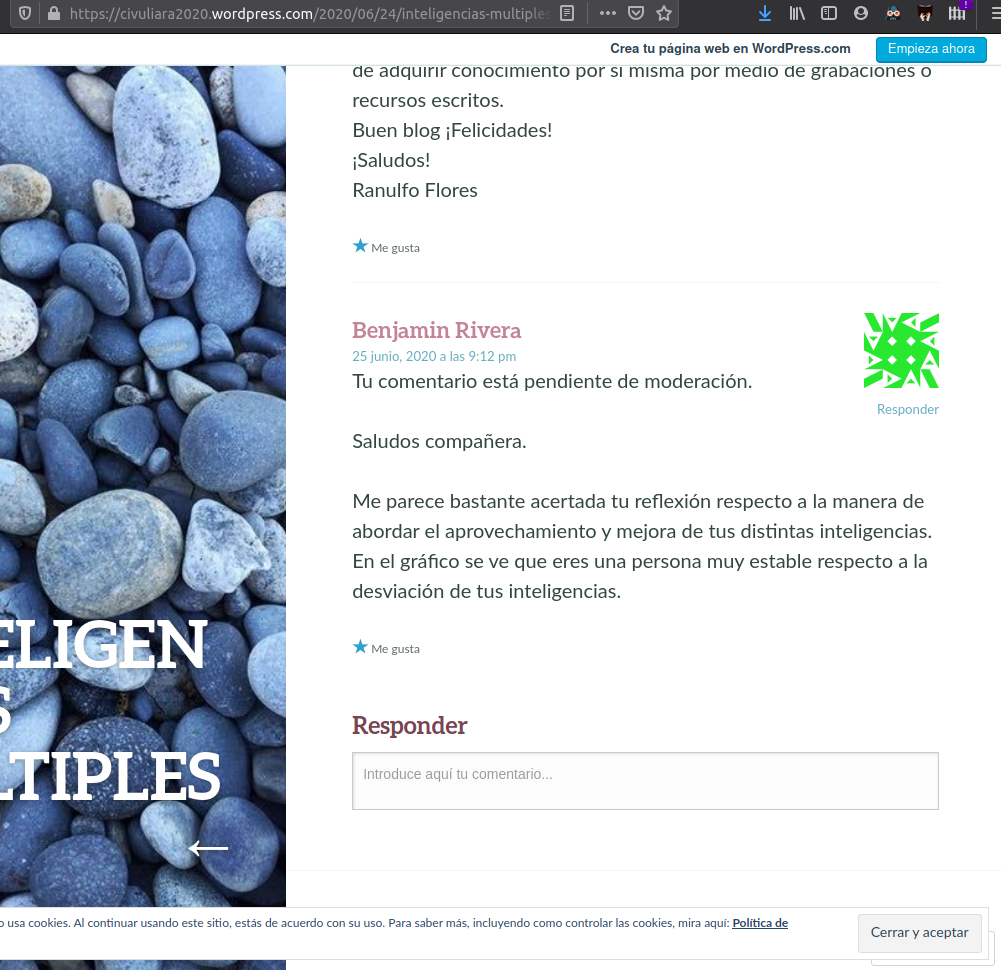 https://civuliara2020.wordpress.com/2020/06/24/inteligencias-multiples
Crea tu página web en WordPress.com
Empieza ahora
de adquirir conocimiento por si misma por medio de grabaciones o
recursos escritos.
Buen blog ¡Felicidades!
¡Saludos!
Ranulfo Flores
Me gusta
Benjamin Rivera
25 junio, 2020 a las 9:12 pm
Tu comentario está pendiente de moderación.
Responder
Saludos compañera.
Me parece bastante acertada tu reflexión respecto a la manera de
abordar el aprovechamiento y mejora de tus distintas inteligencias.
En el gráfico se ve que eres una persona muy estable respecto a la
desviación de tus inteligencias.
Me gusta
ELIGEN
S
LTIPLES
←
Responder
Introduce aquí tu comentario...
o usa cookies. Al continuar usando este sitio, estás de acuerdo con su uso. Para saber más, incluyendo como controlar las cookies, mira aquí: Política de
Cerrar y aceptar